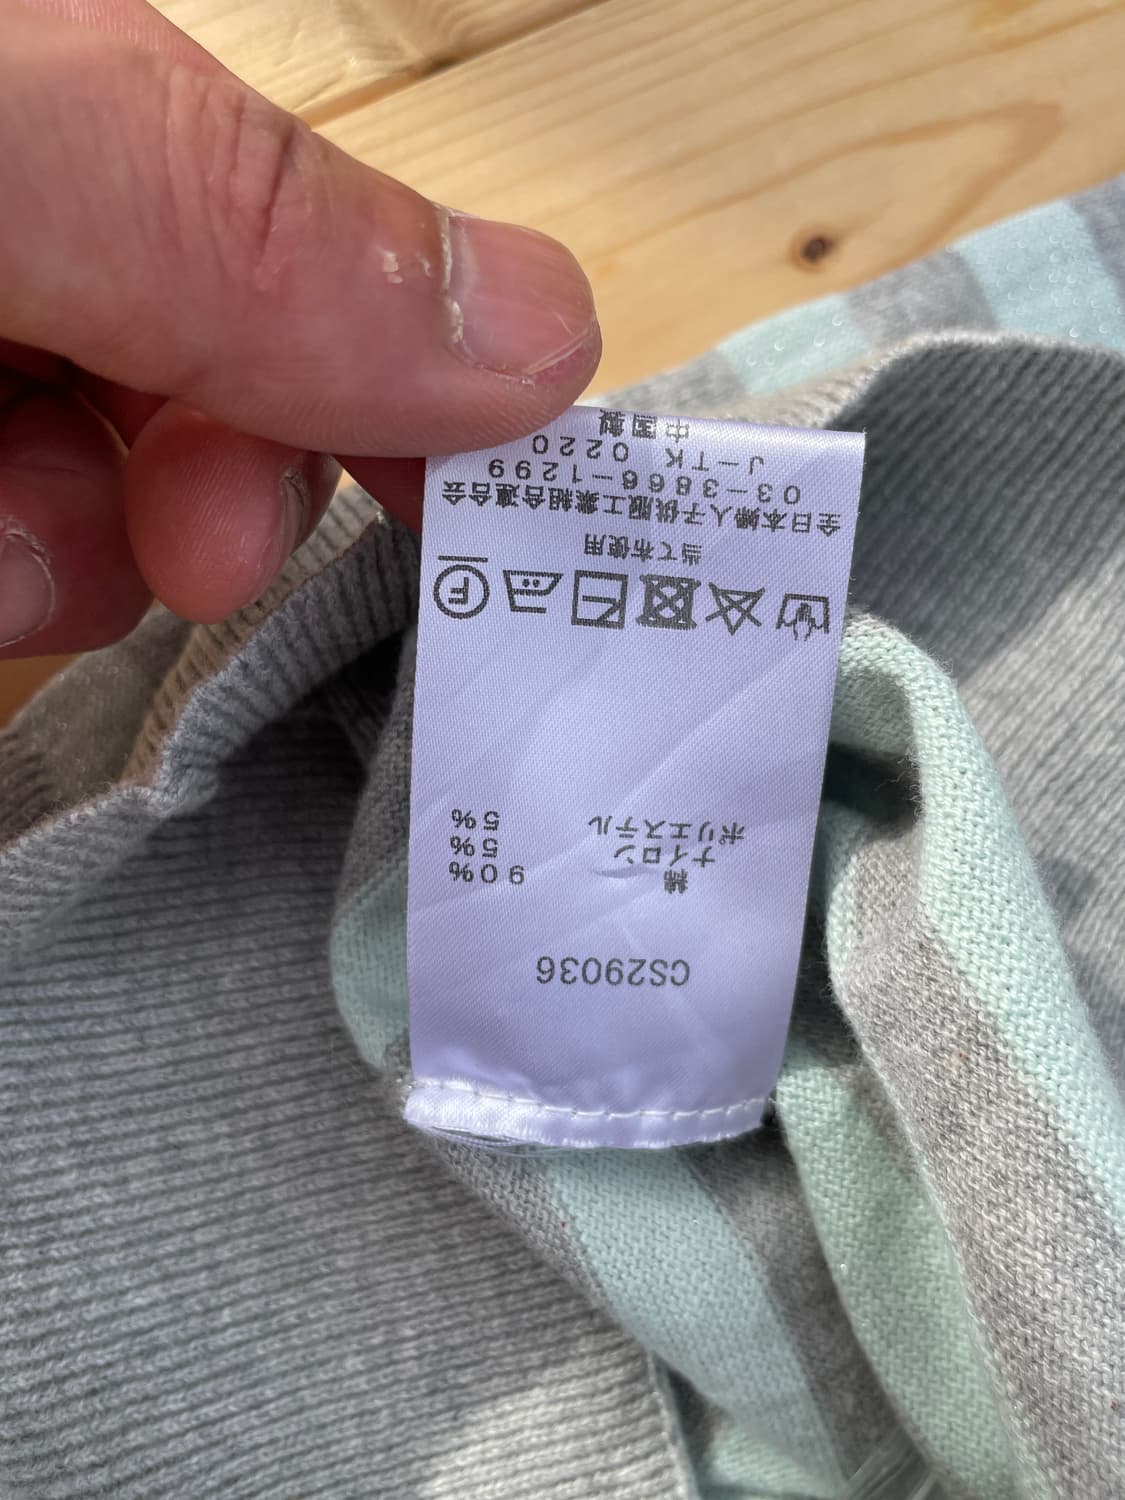 CS29036
綿 90%
ナイロン 5%
ポリエステル 5%
F
当て布使用
全日本婦人子供服工業組合連合会
03-3866-1299
J-TK 0220
中国製